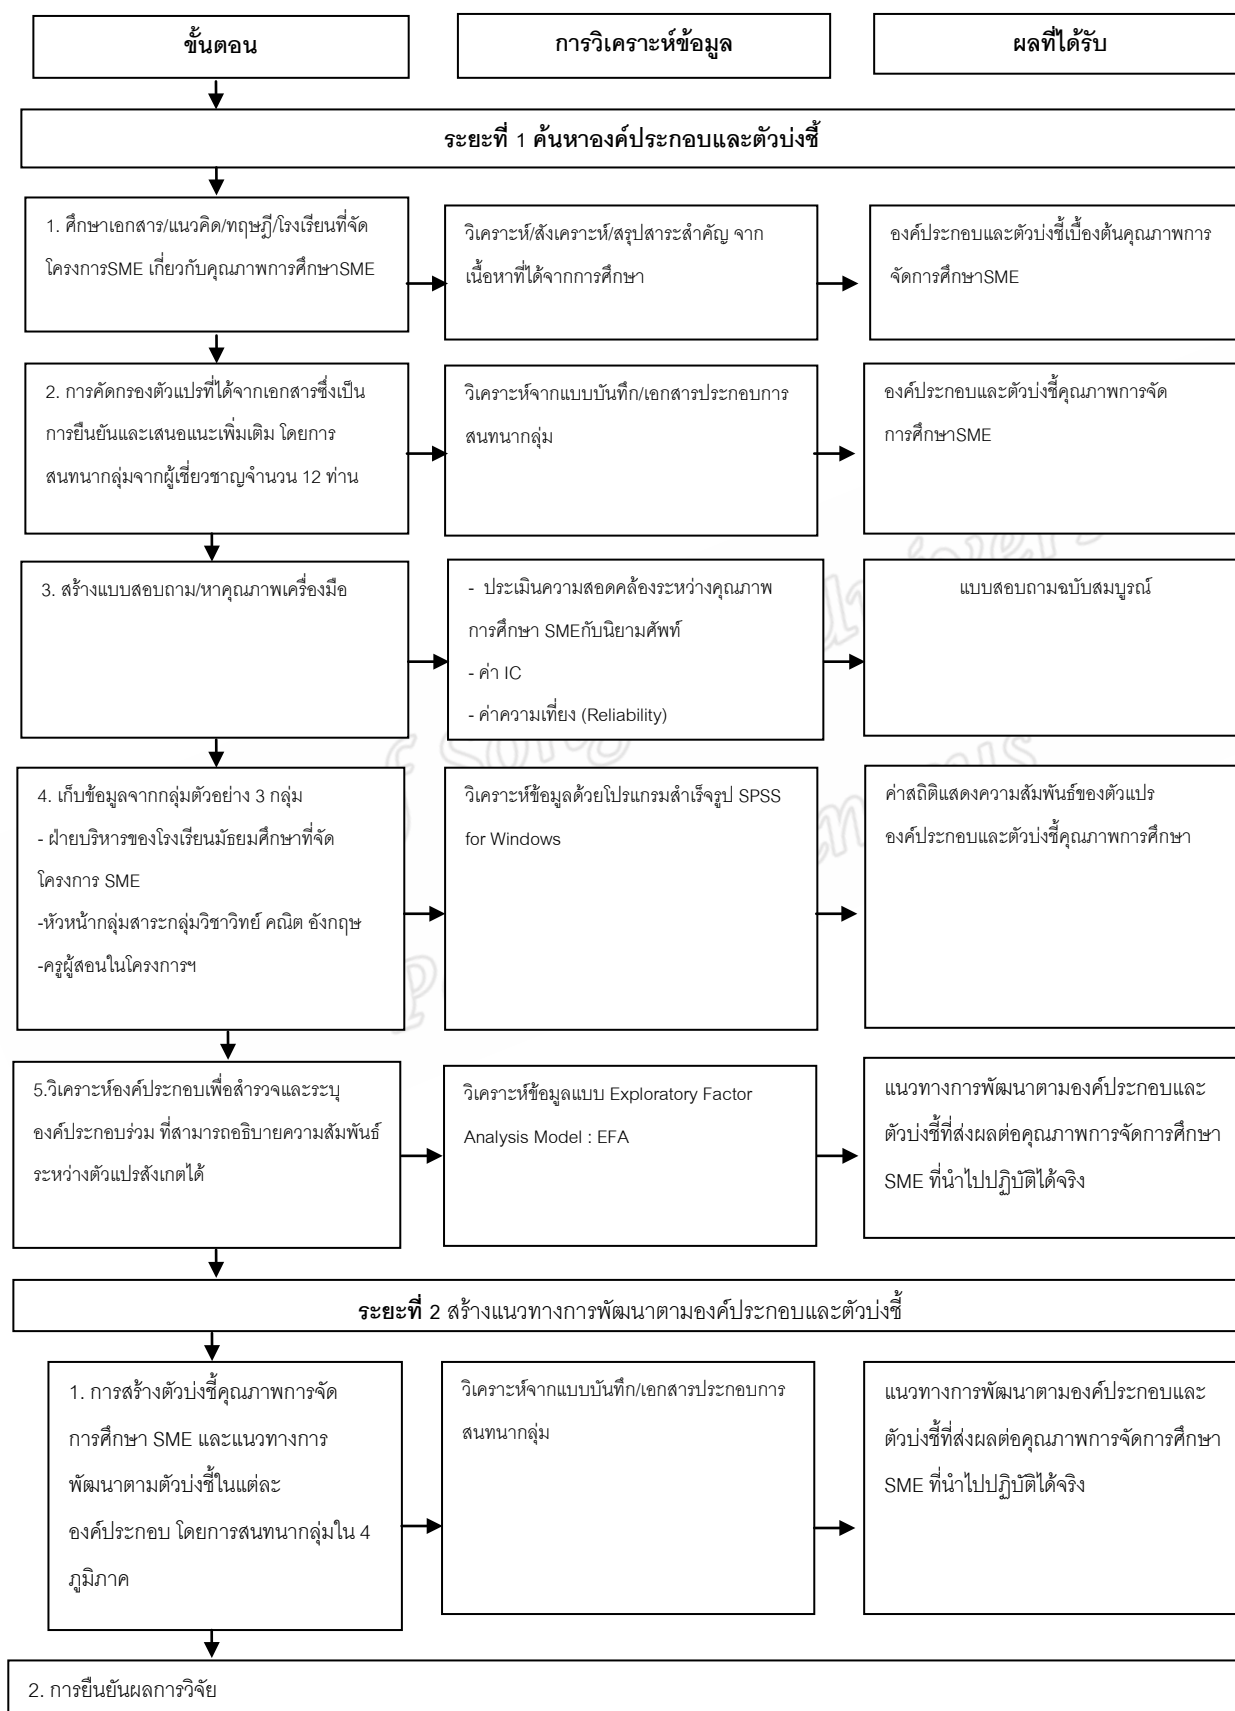 ขั้นตอน
การวิเคราะห์ข้อมูล
ผลที่ได้รับ
ระยะที่ 1 ค้นหาองค์ประกอบและตัวบ่งชี้
1. ศึกษาเอกสาร/แนวคิด/ทฤษฎี/โรงเรียนที่จัด
โครงการSME เกี่ยวกับคุณภาพการศึกษาSME
วิเคราะห์/สังเคราะห์/สรุปสาระสำคัญ จาก
เนื้อหาที่ได้จากการศึกษา
องค์ประกอบและตัวบ่งชี้เบื้องต้นคุณภาพการ
จัดการศึกษาSME
2. การคัดกรองตัวแปรที่ได้จากเอกสารซึ่งเป็น
การยืนยันและเสนอแนะเพิ่มเติม โดยการ
สนทนากลุ่มจากผู้เชี่ยวชาญจำนวน 12 ท่าน
วิเคราะห์จากแบบบันทึก/เอกสารประกอบการ
สนทนากลุ่ม
องค์ประกอบและตัวบ่งชี้คุณภาพการจัด
การศึกษาSME
3. สร้างแบบสอบถาม/หาคุณภาพเครื่องมือ
- ประเมินความสอดคล้องระหว่างคุณภาพ
การศึกษา SMEกับนิยามศัพท์
- ค่า IC
- ค่าความเที่ยง (Reliability)
แบบสอบถามฉบับสมบูรณ์
4. เก็บข้อมูลจากกลุ่มตัวอย่าง 3 กลุ่ม
- ฝ่ายบริหารของโรงเรียนมัธยมศึกษาที่จัด
โครงการ SME
-หัวหน้ากลุ่มสาระกลุ่มวิชาวิทย์ คณิต อังกฤษ
-ครูผู้สอนในโครงการฯ
วิเคราะห์ข้อมูลด้วยโปรแกรมสำเร็จรูป SPSS
for Windows
ค่าสถิติแสดงความสัมพันธ์ของตัวแปร
องค์ประกอบและตัวบ่งชี้คุณภาพการศึกษา
5.วิเคราะห์องค์ประกอบเพื่อสำรวจและระบุ
องค์ประกอบร่วม ที่สามารถอธิบายความสัมพันธ์
ระหว่างตัวแปรสังเกตได้
วิเคราะห์ข้อมูลแบบ Exploratory Factor
Analysis Model : EFA
แนวทางการพัฒนาตามองค์ประกอบและ
ตัวบ่งชี้ที่ส่งผลต่อคุณภาพการจัดการศึกษา
SME ที่นำไปปฏิบัติได้จริง
ระยะที่ 2 สร้างแนวทางการพัฒนาตามองค์ประกอบและตัวบ่งชี้
1. การสร้างตัวบ่งชี้คุณภาพการจัด
การศึกษา SME และแนวทางการ
พัฒนาตามตัวบ่งชี้ในแต่ละ
องค์ประกอบ โดยการสนทนากลุ่มใน 4
ภูมิภาค
วิเคราะห์จากแบบบันทึก/เอกสารประกอบการ
สนทนากลุ่ม
แนวทางการพัฒนาตามองค์ประกอบและ
ตัวบ่งชี้ที่ส่งผลต่อคุณภาพการจัดการศึกษา
SME ที่นำไปปฏิบัติได้จริง
2. การยืนยันผลการวิจัย